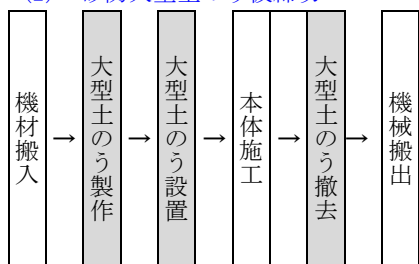 機材搬入
→
大型土のう製作
→
大型土のう設置
→
本体施工
→
大型土のう撤去
→
機械搬出